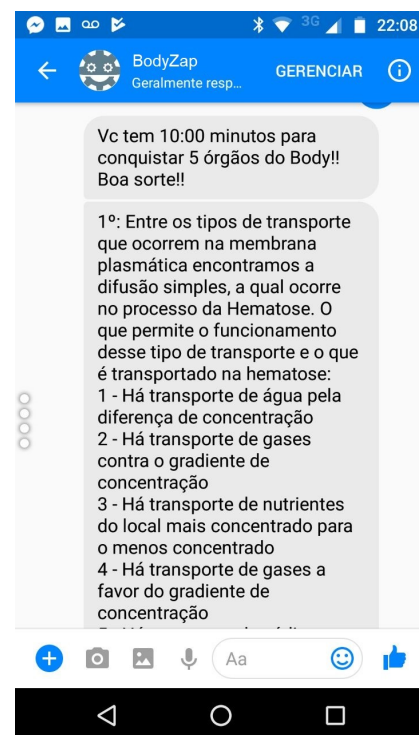 3G
22:08
BodyZap
Geralmente resp...
GERENCIAR
Vc tem 10:00 minutos para
conquistar 5 órgãos do Body!!
Boa sorte!!
1º: Entre os tipos de transporte
que ocorrem na membrana
plasmática encontramos a
difusão simples, a qual ocorre
no processo da Hematose. O
que permite o funcionamento
desse tipo de transporte e o que
é transportado na hematose:
1 - Há transporte de água pela
diferença de concentração
2 - Há transporte de gases
contra o gradiente de
concentração
3 - Há transporte de nutrientes
do local mais concentrado para
o menos concentrado
4 - Há transporte de gases a
favor do gradiente de
concentração
Aa